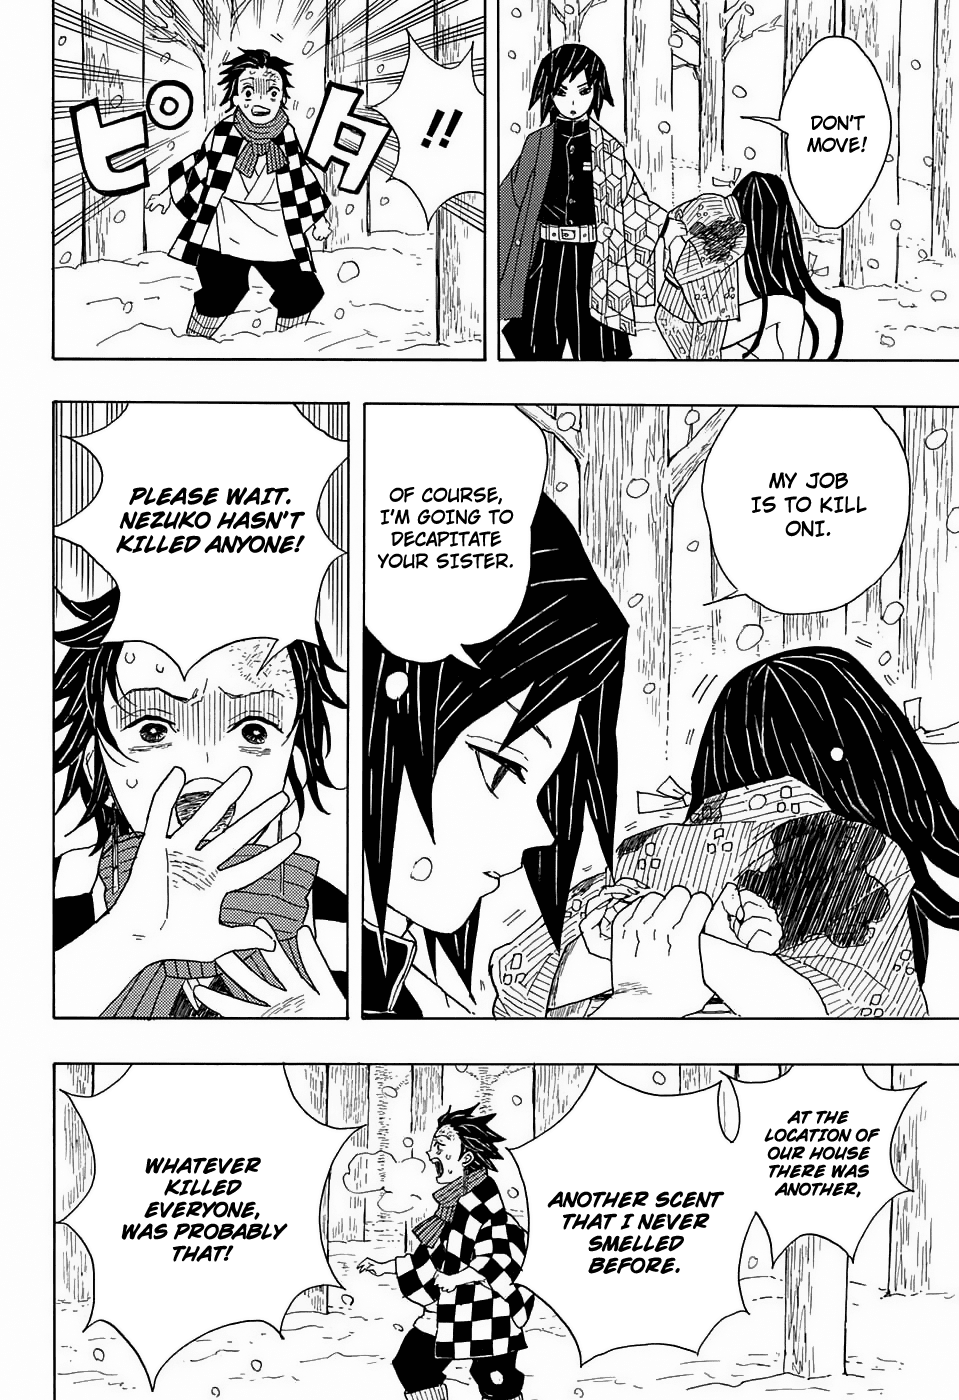 DON'T
MOVE!
!!
ピタ
MY JOB
IS TO KILL
ONI.
OF COURSE,
I'M GOING TO
DECAPITATE
YOUR SISTER.
PLEASE WAIT.
NEZUKO HASN'T
KILLED ANYONE!
AT THE
LOCATION OF
OUR HOUSE
THERE WAS
ANOTHER,
ANOTHER SCENT
THAT I NEVER
SMELLED
BEFORE.
WHATEVER
KILLED
EVERYONE,
WAS PROBABLY
THAT!